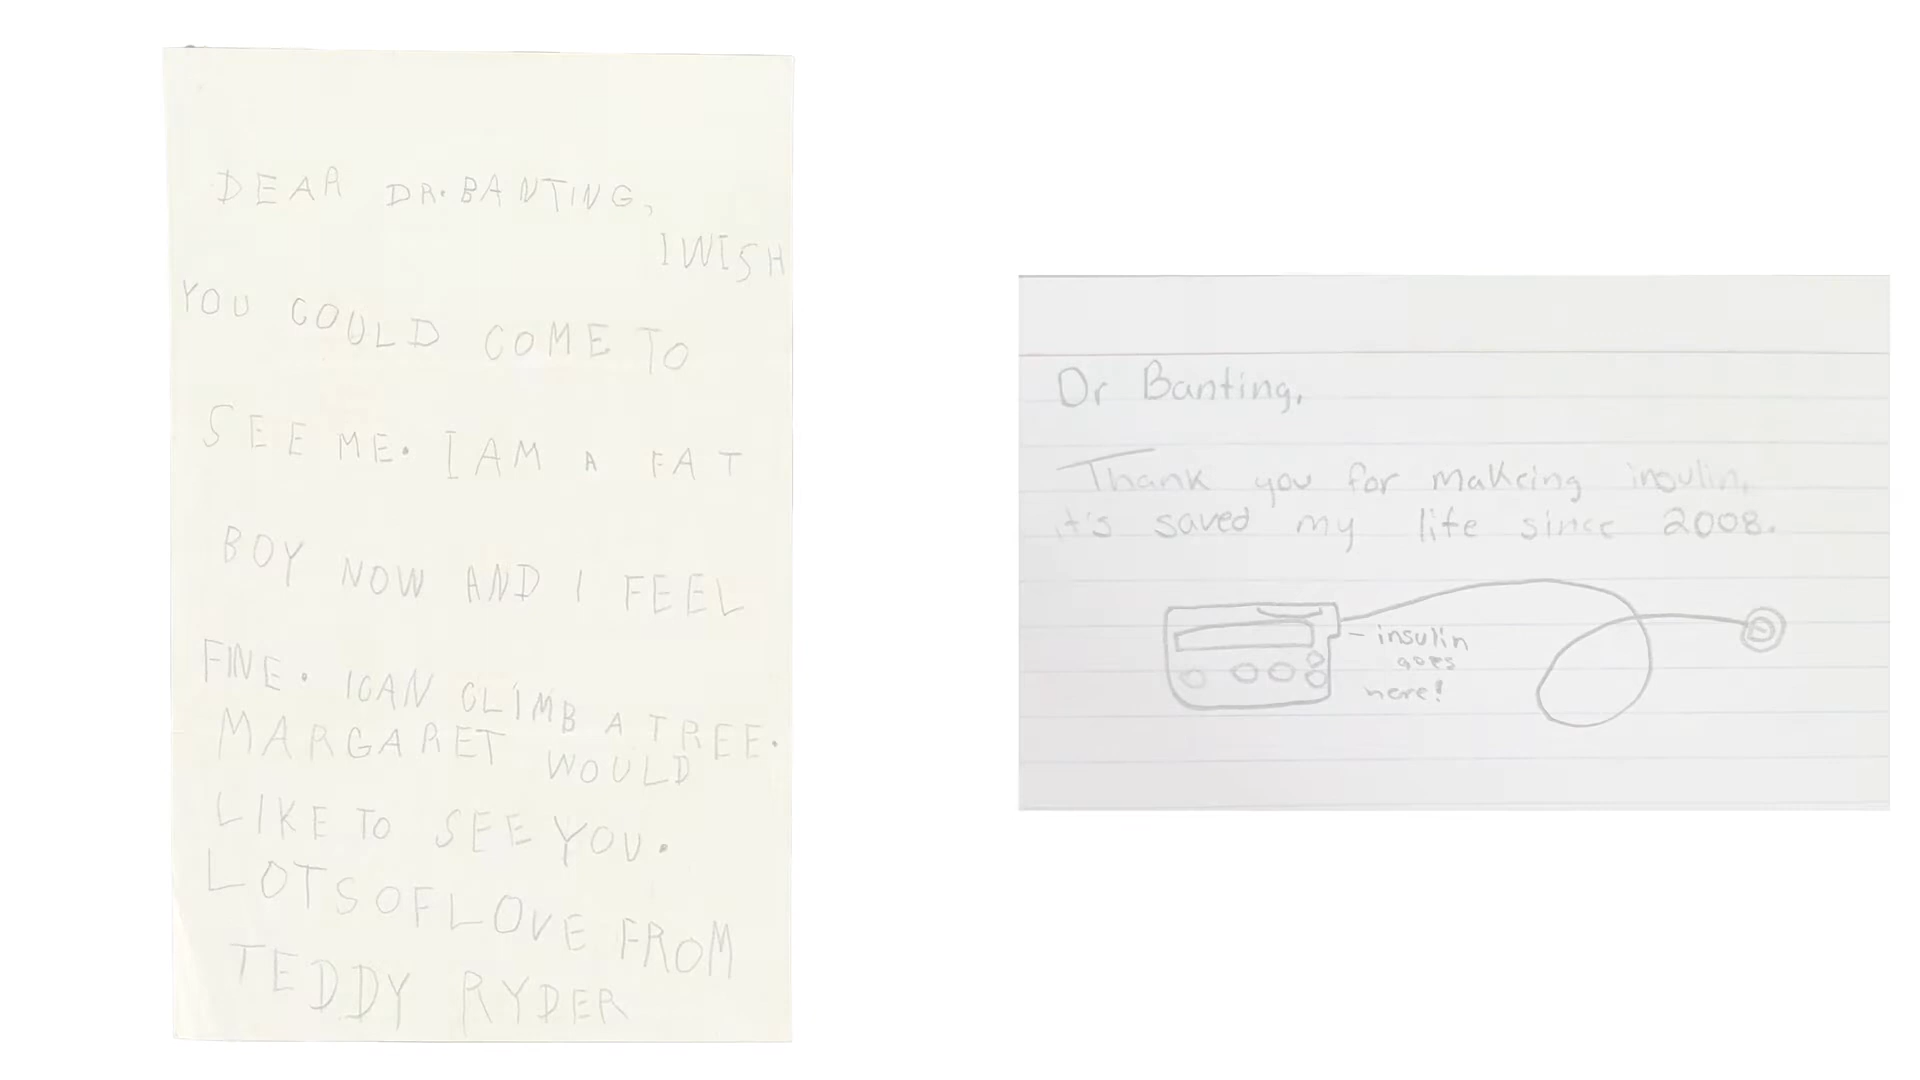 DEAR DR. BANTING,
I WISH
YOU COULD COME TO
SEE ME. I AM A FAT
BOY NOW AND I FEEL
FINE. I CAN CLIMB A TREE.
MARGARET WOULD
LIKE TO SEE YOU.
LOTS OF LOVE FROM
TEDDY RYDER
Dr Banting,
Thank you for makeing insulin,
it's saved my life since 2008.
- insulin
goes
here!